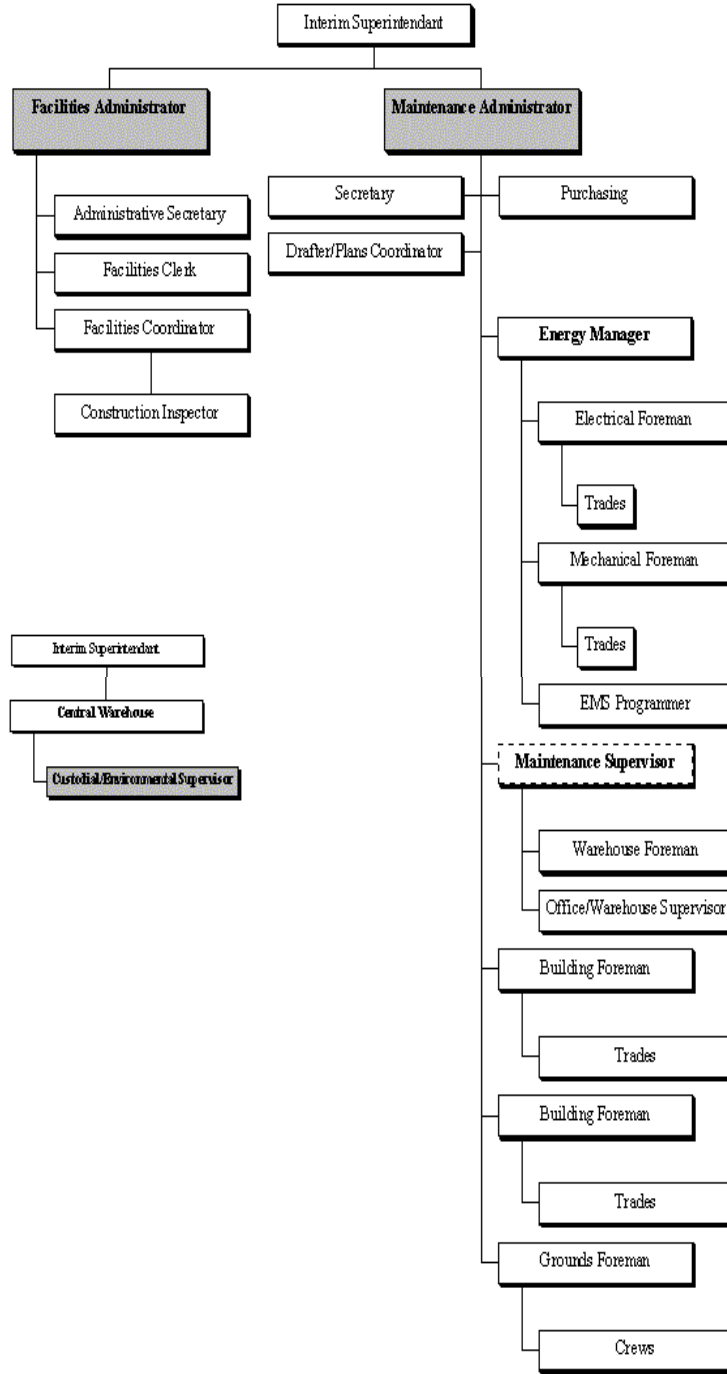 Interim Superintendant
Facilities Administrator
Maintenance Administrator
Secretary
Purchasing
Administrative Secretary
Drafter/Plans Coordinator
Facilities Clerk
Facilities Coordinator
Energy Manager
Construction Inspector
Electrical Foreman
Trades
Mechanical Foreman
Trades
EMS Programmer
Interim Superintendant
Central Warehouse
Custodial/Environmental Supervisor
Maintenance Supervisor
Warehouse Foreman
Office/Warehouse Supervisor
Building Foreman
Trades
Building Foreman
Trades
Grounds Foreman
Crews